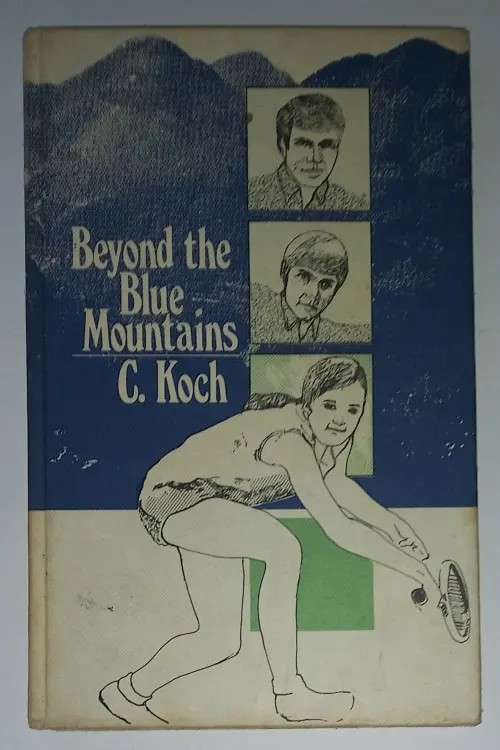 Beyond the
Blue
Mountains
C. Koch